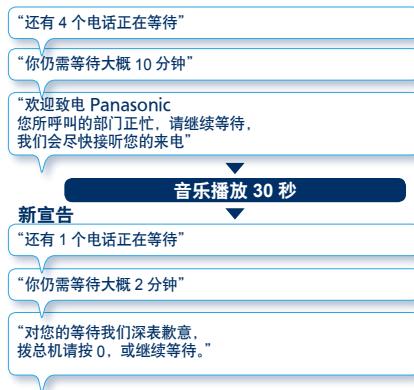 “还有 4 个电话正在等待”
“你仍需等待大概 10 分钟”
“欢迎致电 Panasonic
您所呼叫的部门正忙，请继续等待，
我们会尽快接听您的来电”
音乐播放 30 秒
新宣告
“还有 1 个电话正在等待”
“你仍需等待大概 2 分钟”
“对您的等待我们深表歉意，
拨总机请按 0，或继续等待。”